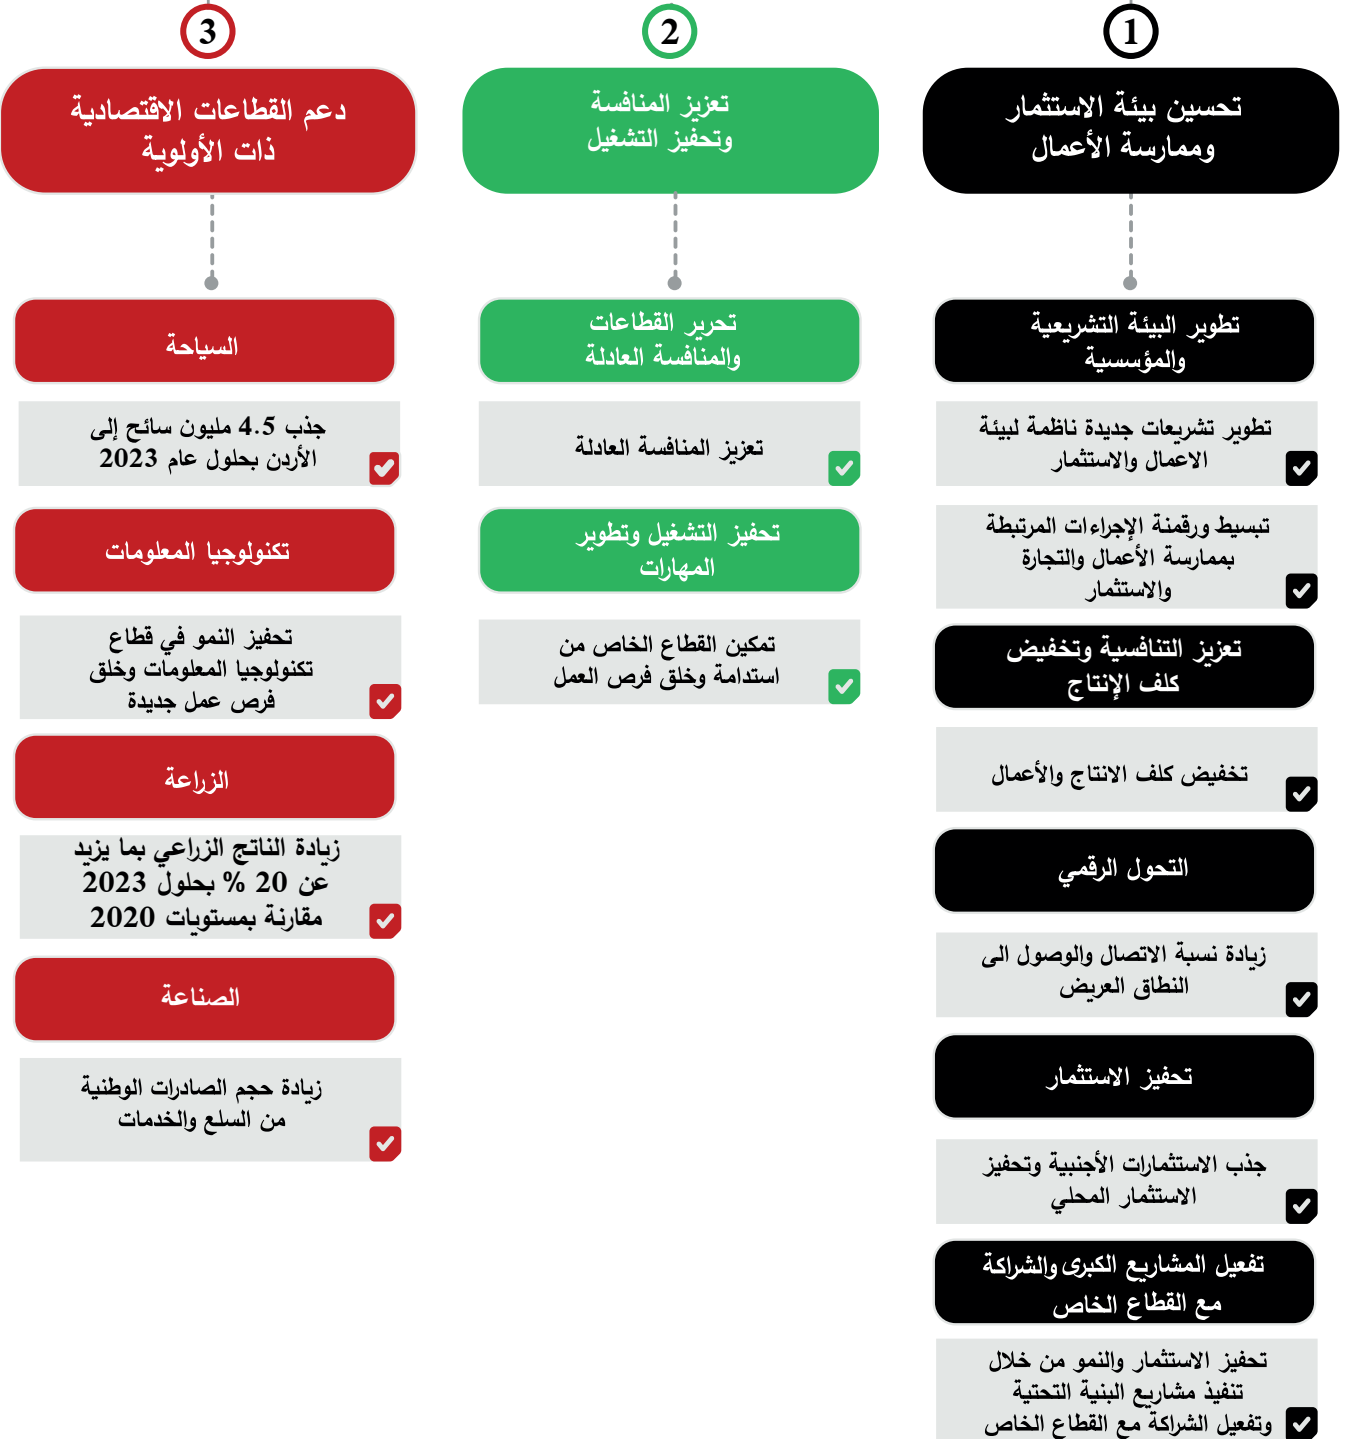 1
تحسين بيئة الاستثمار
وممارسة الأعمال
تطوير البيئة التشريعية
والمؤسسية
تطوير تشريعات جديدة ناظمة لبيئة
الاعمال والاستثمار
تبسيط ورقمنة الإجراءات المرتبطة
بممارسة الأعمال والتجارة
والاستثمار
تعزيز التنافسية وتخفيض
كلف الإنتاج
تخفيض كلف الانتاج والأعمال
التحول الرقمي
زيادة نسبة الاتصال والوصول الى
النطاق العريض
تحفيز الاستثمار
جذب الاستثمارات الأجنبية وتحفيز
الاستثمار المحلي
تفعيل المشاريع الكبرى والشراكة
مع القطاع الخاص
تحفيز الاستثمار والنمو من خلال
تنفيذ مشاريع البنية التحتية
وتفعيل الشراكة مع القطاع الخاص
2
تعزيز المنافسة
وتحفيز التشغيل
تحرير القطاعات
والمنافسة العادلة
تعزيز المنافسة العادلة
تحفيز التشغيل وتطوير
المهارات
تمكين القطاع الخاص من
استدامة وخلق فرص العمل
3
دعم القطاعات الاقتصادية
ذات الأولوية
السياحة
جذب 4.5 مليون سائح إلى
الأردن بحلول عام 2023
تكنولوجيا المعلومات
تحفيز النمو في قطاع
تكنولوجيا المعلومات وخلق
فرص عمل جديدة
الزراعة
زيادة الناتج الزراعي بما يزيد
عن 20 % بحلول 2023
مقارنة بمستويات 2020
الصناعة
زيادة حجم الصادرات الوطنية
من السلع والخدمات